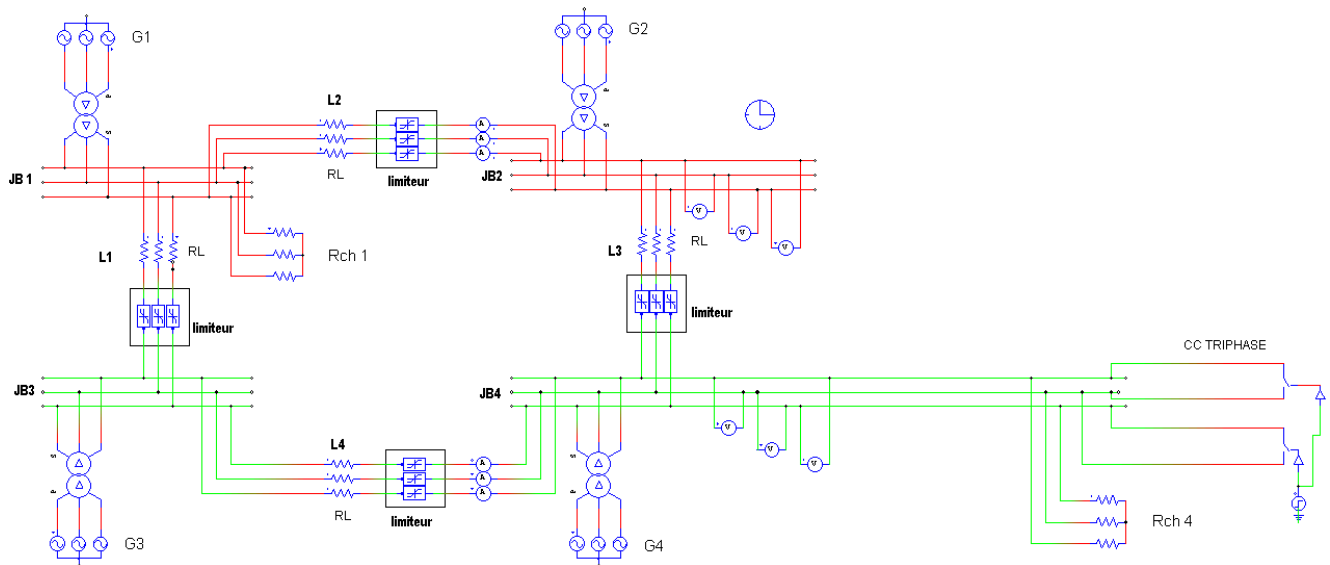 G1
G2
L2
RL
limiteur
A
A
A
JB 1
JB2
L1
RL
Rch 1
limiteur
L3
RL
limiteur
V
V
V
CC TRIPHASE
JB3
JB4
L4
RL
limiteur
A
A
A
V
V
V
G3
G4
Rch 4